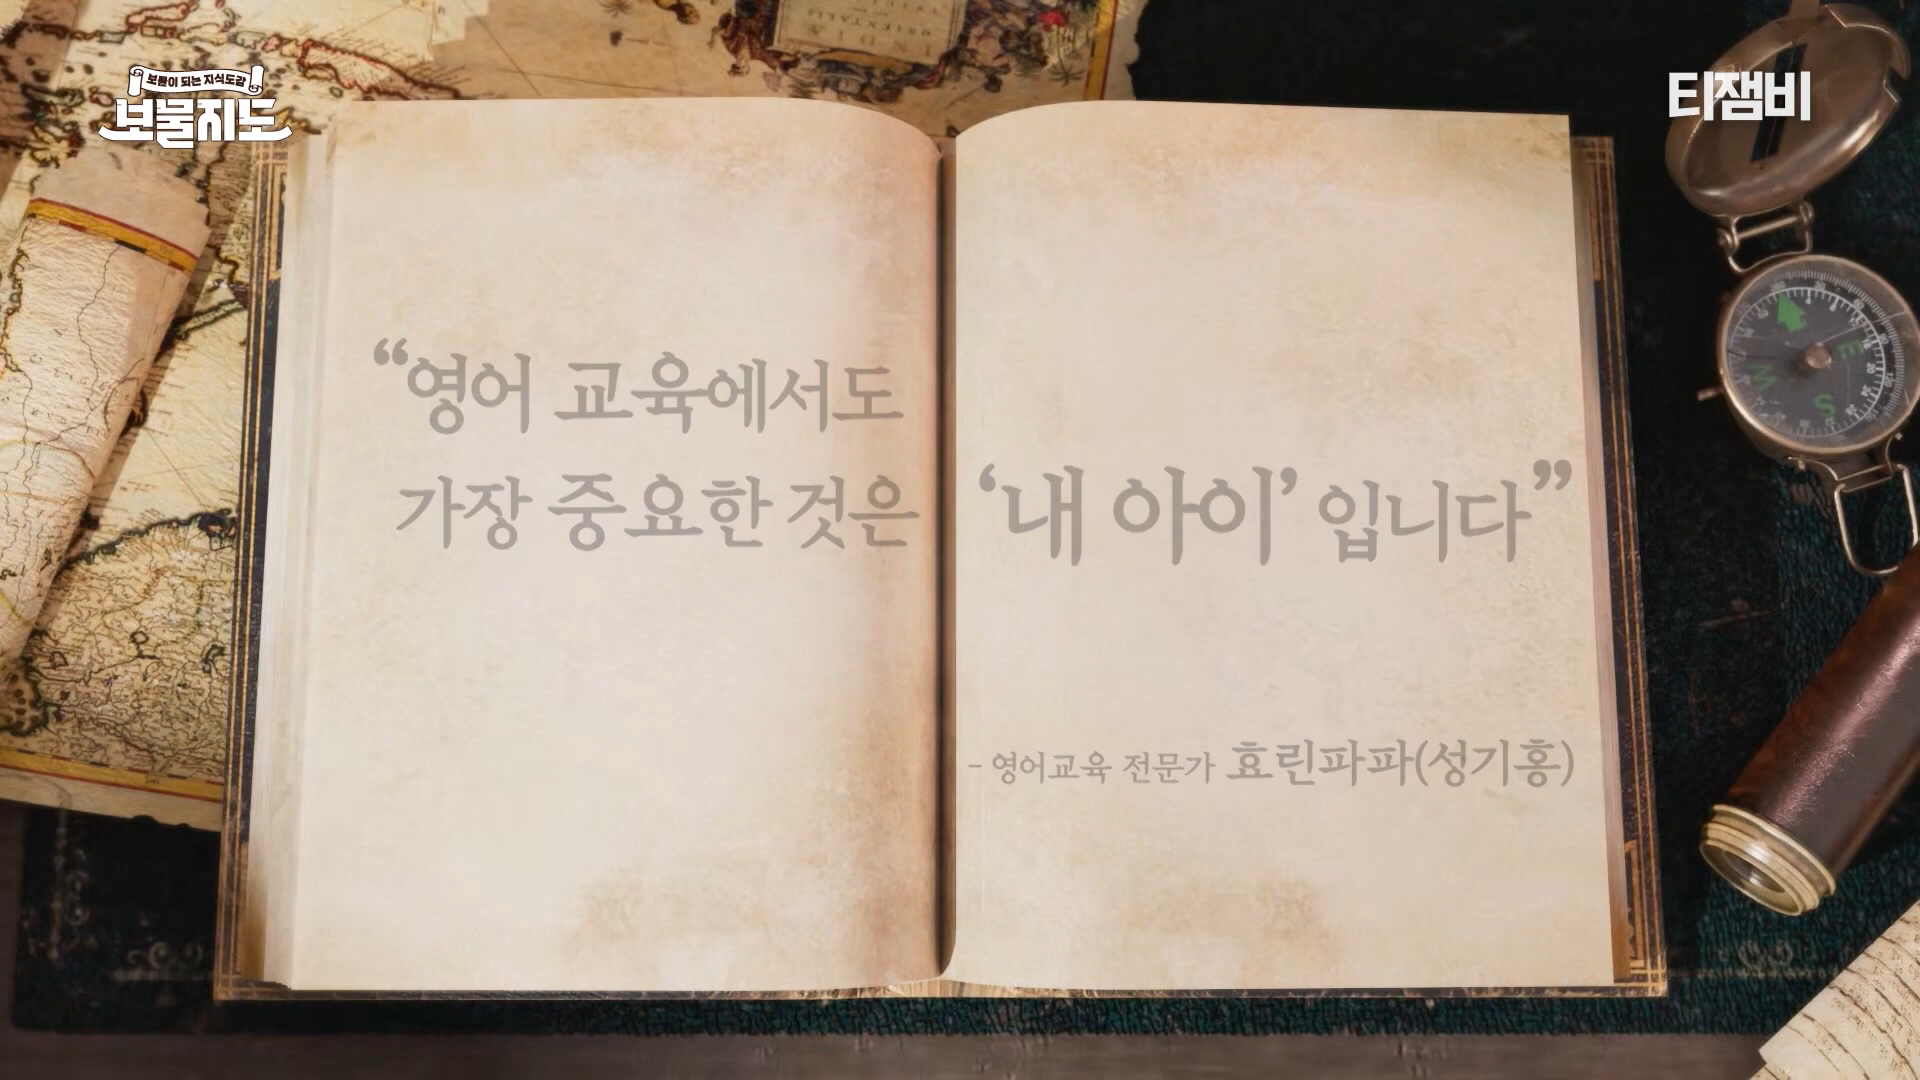 보물이 되는 지식도감
보물지도
티잼비
“영어 교육에서도
가장 중요한 것은 ‘내 아이’ 입니다”
- 영어교육 전문가 효린파파(성기홍)